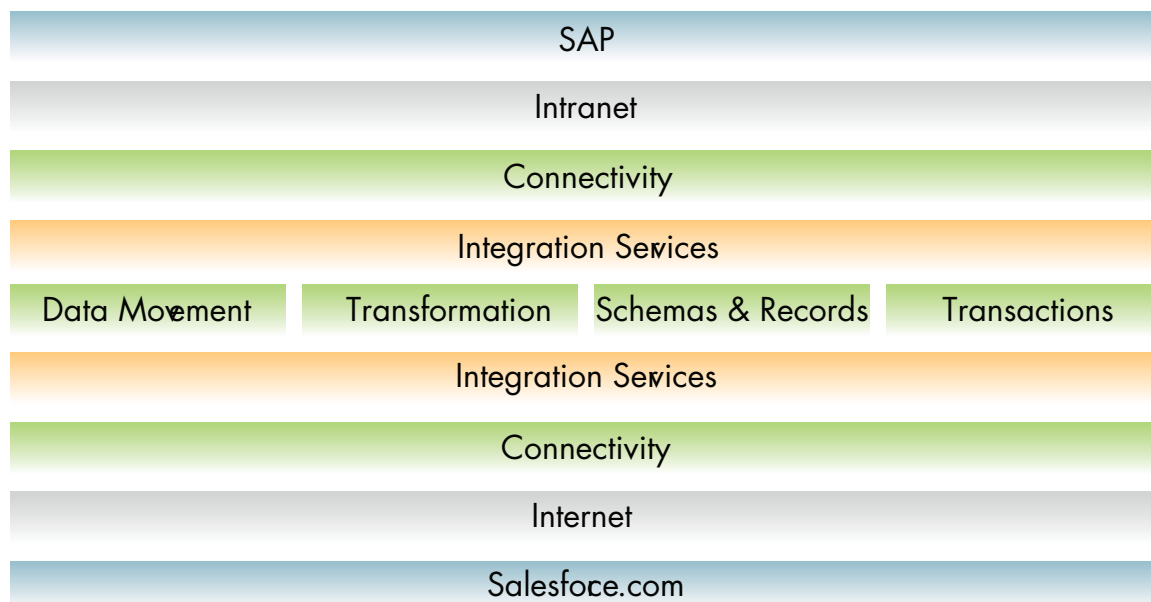 SAP
Intranet
Connectivity
Integration Services
Data Movement Transformation Schemas & Records Transactions
Integration Services
Connectivity
Internet
Salesforce.com